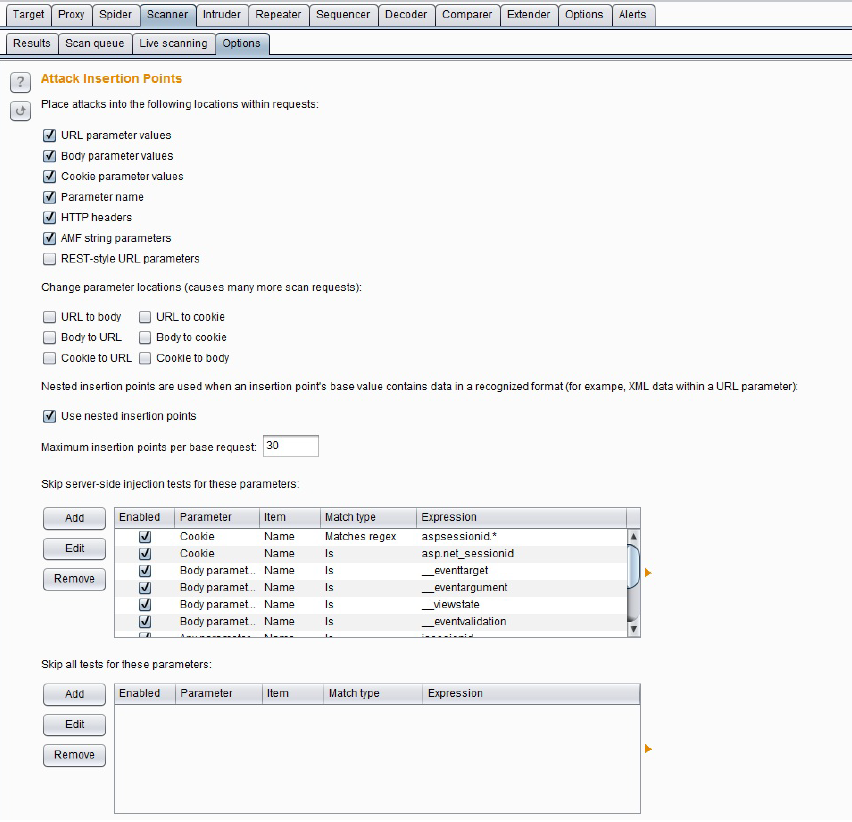 Target Proxy Spider Scanner Intruder Repeater Sequencer Decoder Comparer Extender Options Alerts
Results Scan queue Live scanning Options
? Attack Insertion Points
Place attacks into the following locations within requests:
URL parameter values
Body parameter values
Cookie parameter values
Parameter name
HTTP headers
AMF string parameters
REST-style URL parameters
Change parameter locations (causes many more scan requests):
URL to body URL to cookie
Body to URL Body to cookie
Cookie to URL Cookie to body
Nested insertion points are used when an insertion point's base value contains data in a recognized format (for exampe, XML data within a URL parameter):
Use nested insertion points
Maximum insertion points per base request: 30
Skip server-side injection tests for these parameters:
Add
Edit
Remove
Enabled Parameter Item Match type Expression
Cookie Name Matches regex aspsessionid.*
Cookie Name Is asp.net_sessionid
Body paramet... Name Is __eventtarget
Body paramet... Name Is __eventargument
Body paramet... Name Is __viewstate
Body paramet... Name Is __eventvalidation
Skip all tests for these parameters:
Add
Edit
Remove
Enabled Parameter Item Match type Expression